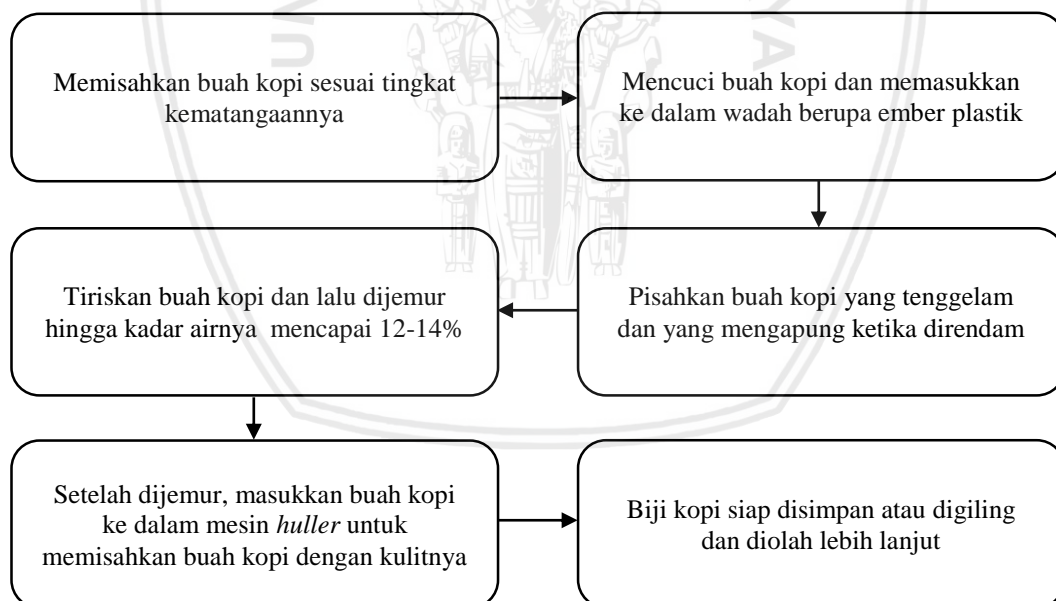 Memisahkan buah kopi sesuai tingkat
kematangaannya
Mencuci buah kopi dan memasukkan
ke dalam wadah berupa ember plastik
Pisahkan buah kopi yang tenggelam
dan yang mengapung ketika direndam
Tiriskan buah kopi dan lalu dijemur
hingga kadar airnya mencapai 12-14%
Setelah dijemur, masukkan buah kopi
ke dalam mesin huller untuk
memisahkan buah kopi dengan kulitnya
Biji kopi siap disimpan atau digiling
dan diolah lebih lanjut